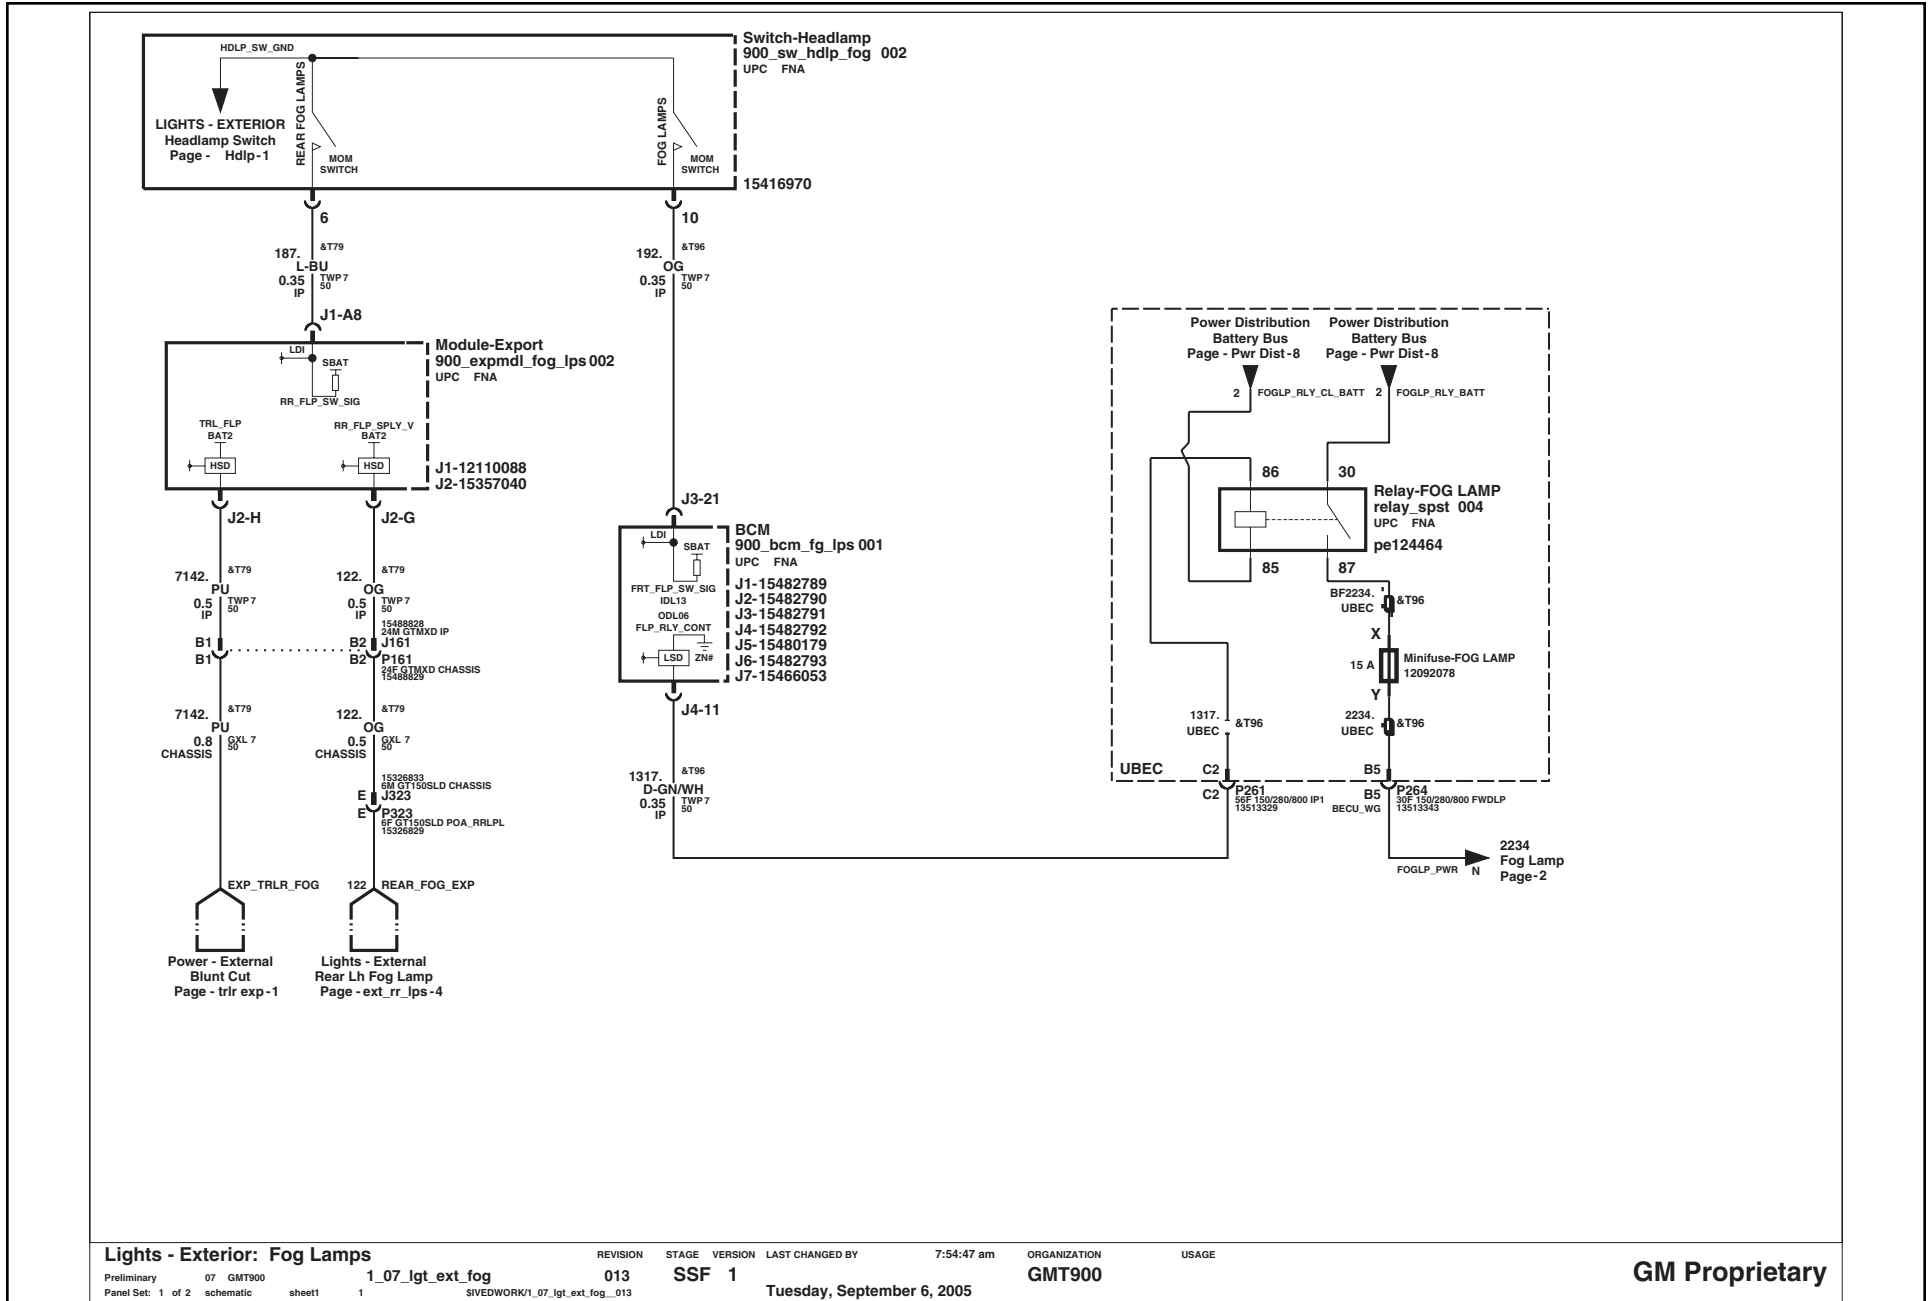 HDLP_SW_GND
REAR FOG LAMPS
LIGHTS - EXTERIOR
Headlamp Switch
Page - Hdlp-1
MOM
SWITCH
FOG LAMPS
MOM
SWITCH
Switch-Headlamp
900_sw_hdlp_fog 002
UPC FNA
15416970
6
10
187.
&T79
L-BU
0.35
TWP 7
50
IP
192.
&T96
OG
0.35
TWP 7
50
IP
J1-A8
LDI
SBAT
RR_FLP_SW_SIG
TRL_FLP
BAT2
HSD
RR_FLP_SPLY_V
BAT2
HSD
Module-Export
900_expmdl_fog_lps 002
UPC FNA
J1-12110088
J2-15357040
J2-H
J2-G
7142.
&T79
PU
0.5
TWP 7
50
IP
122.
&T79
OG
0.5
TWP 7
50
IP
15488828
24M GTMXD IP
B1
B2
J161
B1
B2
P161
24F GTMXD CHASSIS
15488829
7142.
&T79
PU
0.8
GXL 7
50
CHASSIS
122.
&T79
OG
0.5
GXL 7
50
CHASSIS
15326833
6M GT150SLD CHASSIS
E
J323
E
P323
6F GT150SLD POA_RRLPL
15326829
EXP_TRLR_FOG
122
REAR_FOG_EXP
Power - External
Blunt Cut
Page - trlr exp-1
Lights - External
Rear Lh Fog Lamp
Page - ext_rr_lps-4
J3-21
LDI
SBAT
FRT_FLP_SW_SIG
IDL13
ODL06
FLP_RLY_CONT
LSD
ZN#
BCM
900_bcm_fg_lps 001
UPC FNA
J1-15482789
J2-15482790
J3-15482791
J4-15482792
J5-15480179
J6-15482793
J7-15466053
J4-11
1317.
&T96
D-GN/WH
0.35
TWP 7
50
IP
Power Distribution
Battery Bus
Page - Pwr Dist-8
Power Distribution
Battery Bus
Page - Pwr Dist-8
2
FOGLP_RLY_CL_BATT
2
FOGLP_RLY_BATT
86
30
Relay-FOG LAMP
relay_spst 004
UPC FNA
pe124464
85
87
BF2234.
UBEC
&T96
X
15 A
Minifuse-FOG LAMP
12092078
Y
1317.
UBEC
&T96
2234.
UBEC
&T96
UBEC
C2
B5
C2
P261
56F 150/280/800 IP1
13513329
B5
BECU_WG
P264
30F 150/280/800 FWDLP
13513343
FOGLP_PWR
N
2234
Fog Lamp
Page-2
Lights - Exterior: Fog Lamps
REVISION STAGE VERSION LAST CHANGED BY 7:54:47 am ORGANIZATION USAGE
Preliminary 07 GMT900 1_07_lgt_ext_fog 013 SSF 1 GMT900
GM Proprietary
Panel Set: 1 of 2 schematic sheet1 1 $IVEDWORK/1_07_lgt_ext_fog__013 Tuesday, September 6, 2005